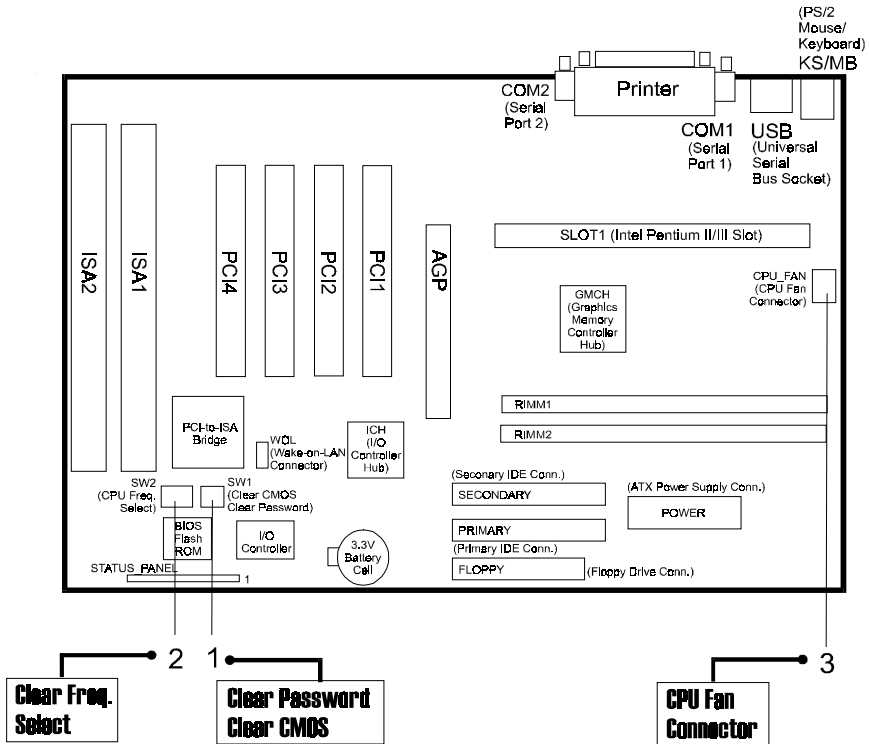 (PS/2
Mouse/
Keyboard)
KS/MB
COM2
(Serial
Port 2)
Printer
COM1
(Serial
Port 1)
USB
(Universal
Serial
Bus Socket)
ISA2
ISA1
PCI4
PCI3
PCI2
PCI1
AGP
SLOT1 (Intel Pentium II/III Slot)
CPU_FAN
(CPU Fan
Connector)
GMCH
(Graphics
Memory
Controller
Hub)
RIMM1
RIMM2
PCI-to-ISA
Bridge
WOL
(Wake-on-LAN
Connector)
ICH
(I/O
Controller
Hub)
SW2
(CPU Freq.
Select)
SW1
(Clear CMOS
Clear Password)
(Seconary IDE Conn.)
SECONDARY
(ATX Power Supply Conn.)
POWER
BIOS
Flash
ROM
I/O
Controller
3.3V
Battery
Cell
PRIMARY
(Primary IDE Conn.)
FLOPPY
(Floppy Drive Conn.)
STATUS_PANEL
1
2
1
3
Clear Freq.
Select
Clear Password
Clear CMOS
CPU Fan
Connector